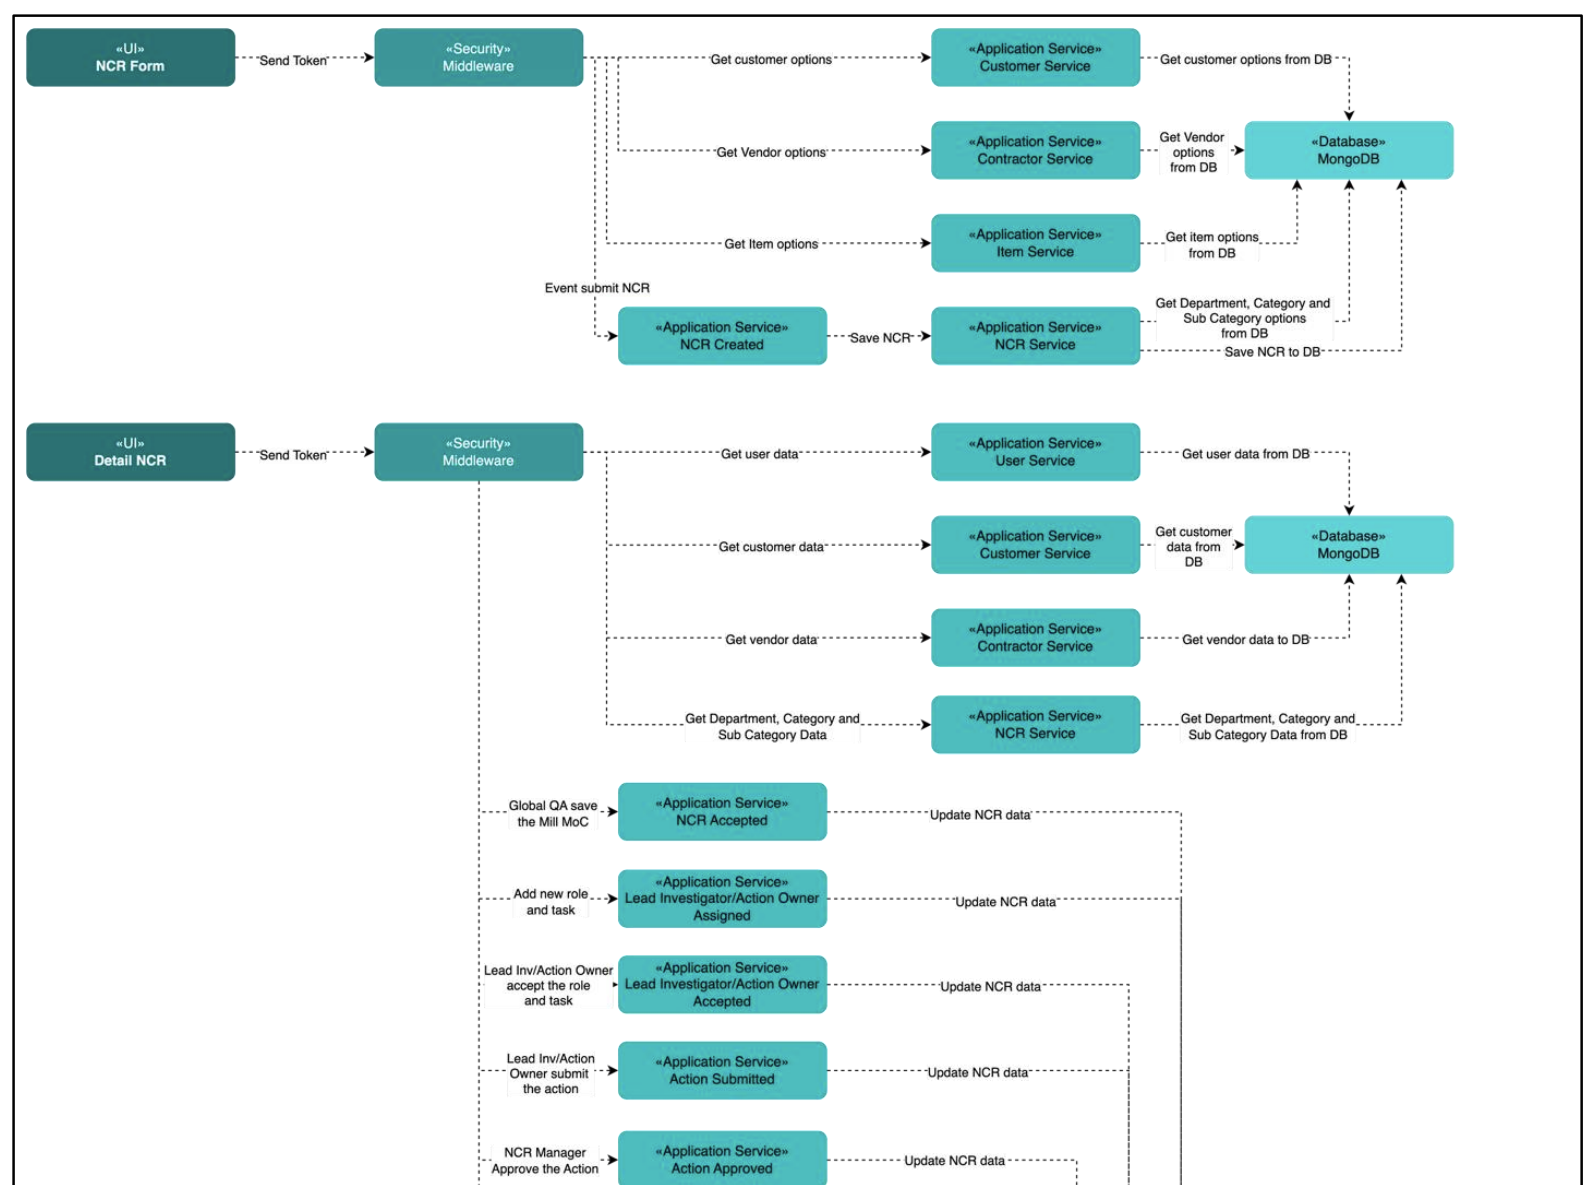 «UI»
NCR Form
Send Token
«Security»
Middleware
Get customer options
«Application Service»
Customer Service
Get customer options from DB
Get Vendor options
«Application Service»
Contractor Service
Get Vendor
options
from DB
«Database»
MongoDB
Get Item options
«Application Service»
Item Service
Get item options
from DB
Event submit NCR
«Application Service»
NCR Created
Save NCR
«Application Service»
NCR Service
Get Department, Category and
Sub Category options
from DB
Save NCR to DB
«UI»
Detail NCR
Send Token
«Security»
Middleware
Get user data
«Application Service»
User Service
Get user data from DB
Get customer data
«Application Service»
Customer Service
Get customer
data from
DB
«Database»
MongoDB
Get vendor data
«Application Service»
Contractor Service
Get vendor data to DB
Get Department, Category and
Sub Category Data
«Application Service»
NCR Service
Get Department, Category and
Sub Category Data from DB
Global QA save
the Mill MoC
«Application Service»
NCR Accepted
Update NCR data
Add new role
and task
«Application Service»
Lead Investigator/Action Owner
Assigned
Update NCR data
Lead Inv/Action Owner
accept the role
and task
«Application Service»
Lead Investigator/Action Owner
Accepted
Update NCR data
Lead Inv/Action
Owner submit
the action
«Application Service»
Action Submitted
Update NCR data
NCR Manager
Approve the Action
«Application Service»
Action Approved
Update NCR data